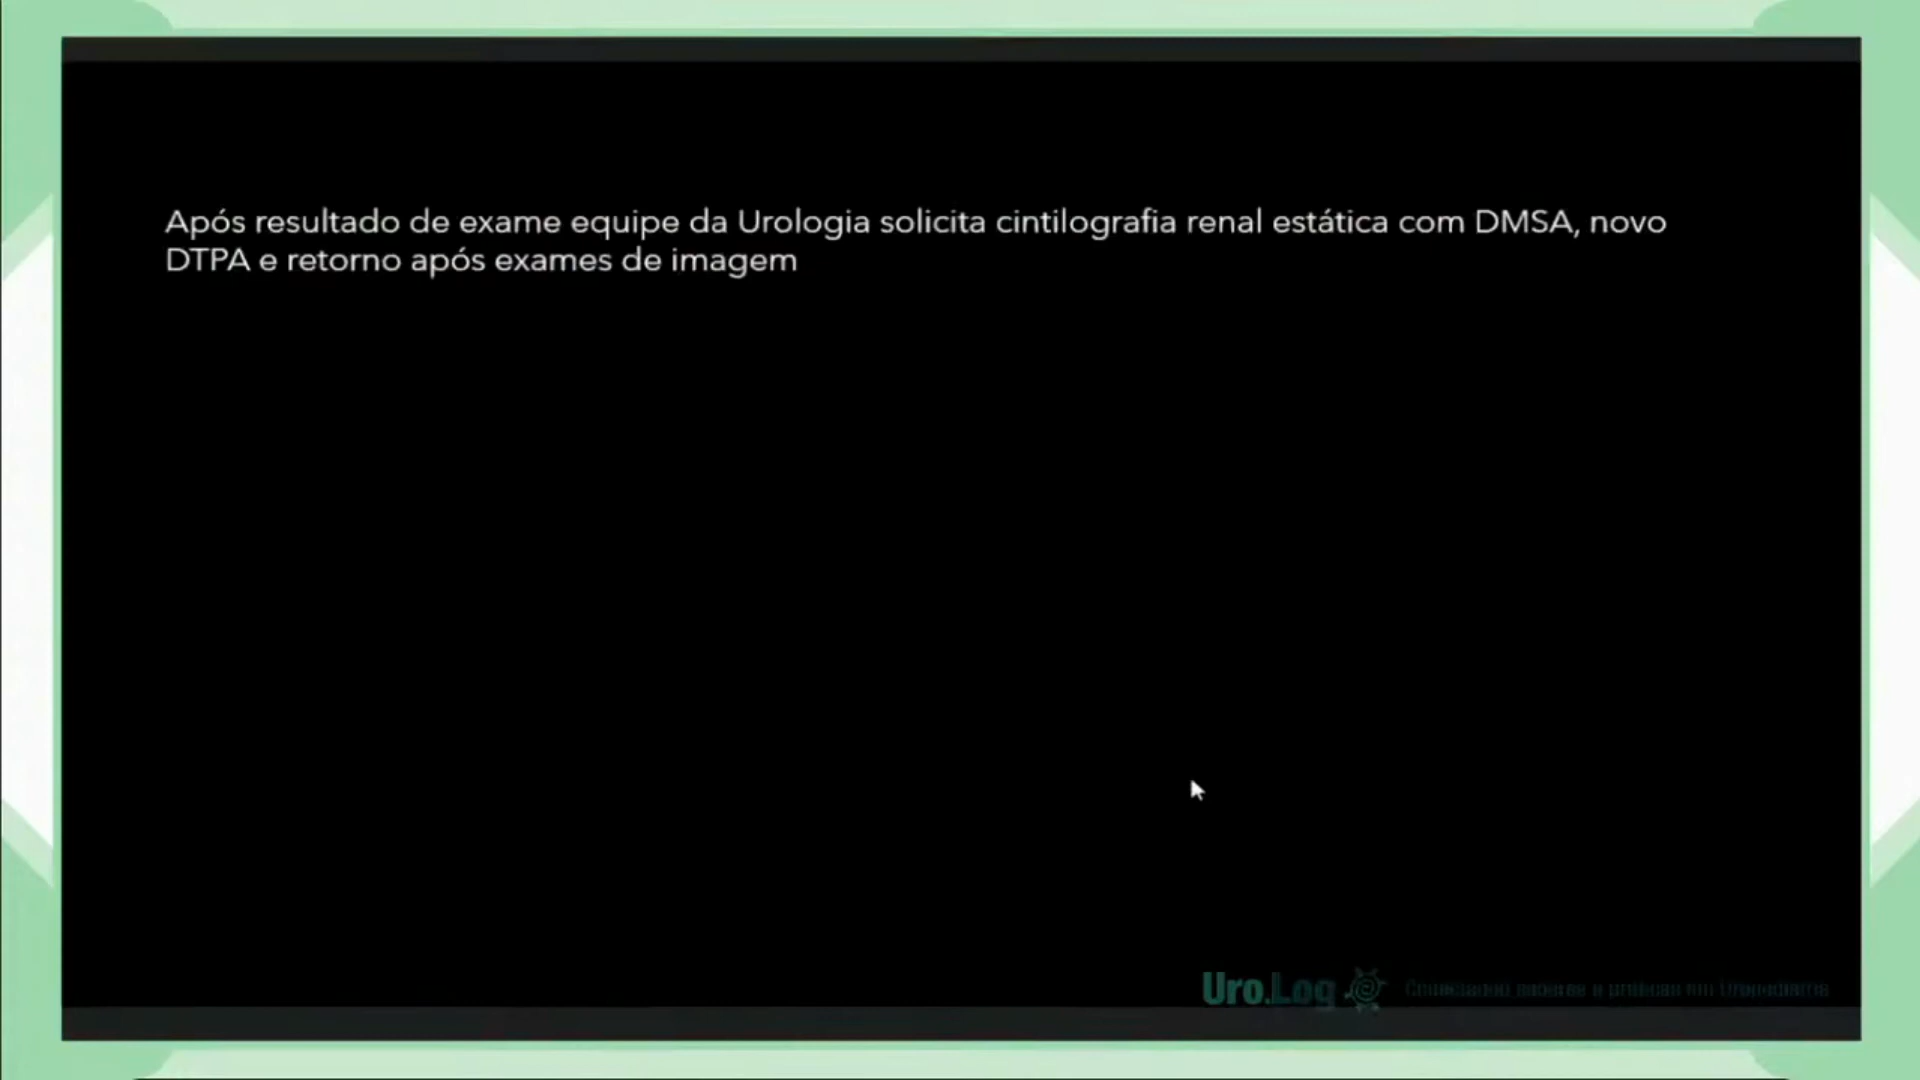 Após resultado de exame equipe da Urologia solicita cintilografia renal estática com DMSA, novo
DTPA e retorno após exames de imagem
Uro.Log